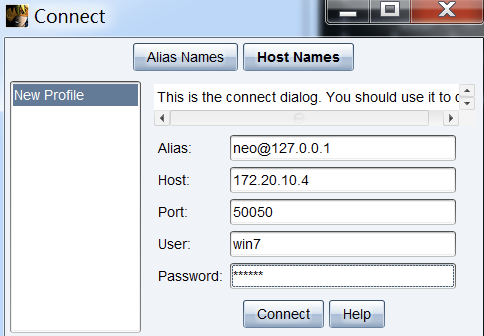 Connect
Alias Names
Host Names
New Profile
This is the connect dialog. You should use it to
Alias:
neo@127.0.0.1
Host:
172.20.10.4
Port:
50050
User:
win7
Password:
******
Connect
Help